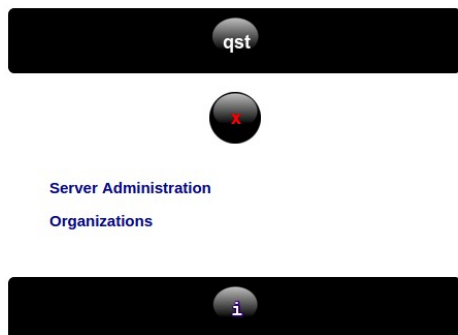 qst
x
Server Administration
Organizations
i